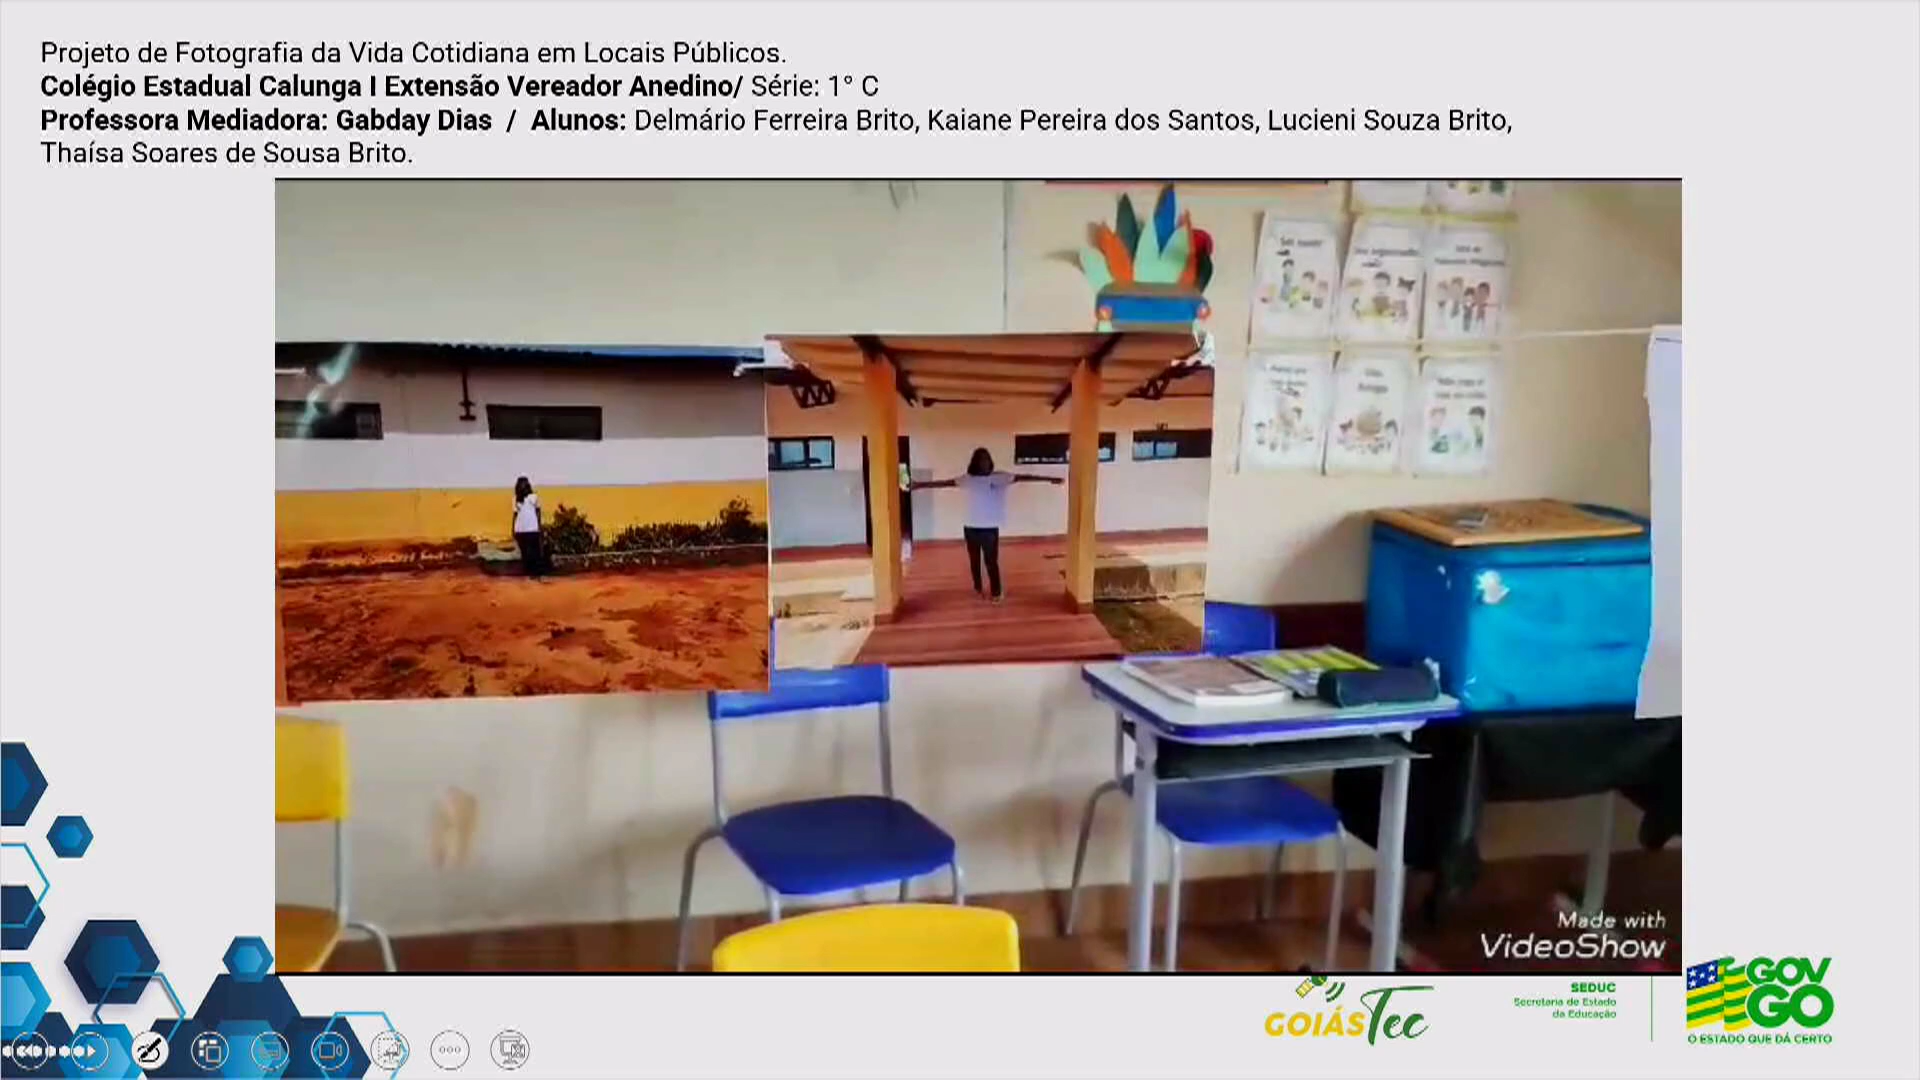 Projeto de Fotografia da Vida Cotidiana em Locais Públicos.
Colégio Estadual Calunga I Extensão Vereador Anedino/ Série: 1° C
Professora Mediadora: Gabday Dias / Alunos: Delmário Ferreira Brito, Kaiane Pereira dos Santos, Lucieni Souza Brito,
Thaísa Soares de Sousa Brito.
Made with
VideoShow
GOIÁS Tec
SEDUC
Secretaria de Estado
da Educação
GOV
GO
O ESTADO QUE DÁ CERTO